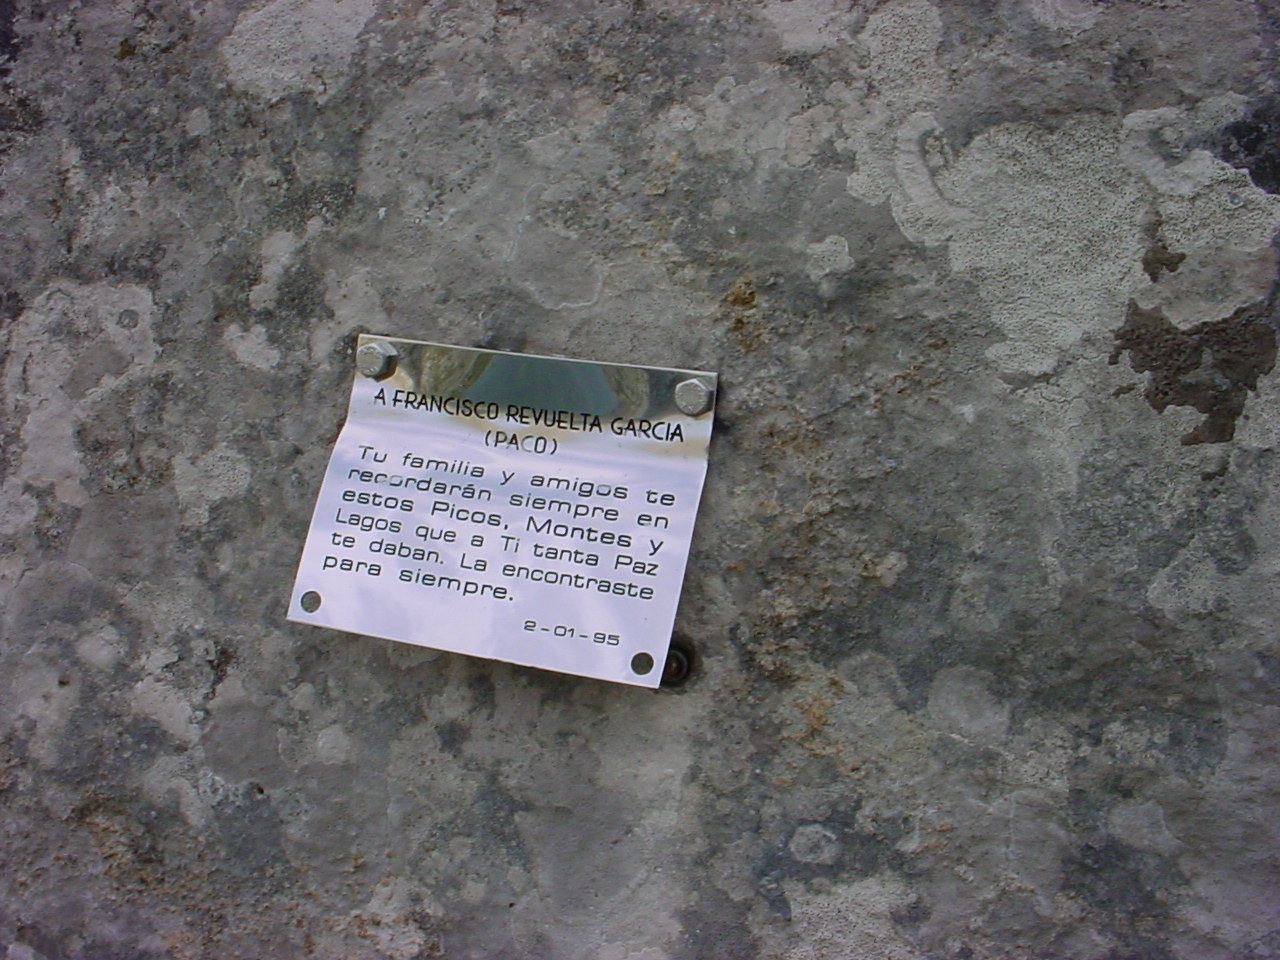 A FRANCISCO REVUELTA GARCIA
(PACO)
Tu familia y amigos te
recordarán siempre en
estos Picos, Montes y
Lagos que a Ti tanta Paz
te daban. La encontraste
para siempre.
2-01-95